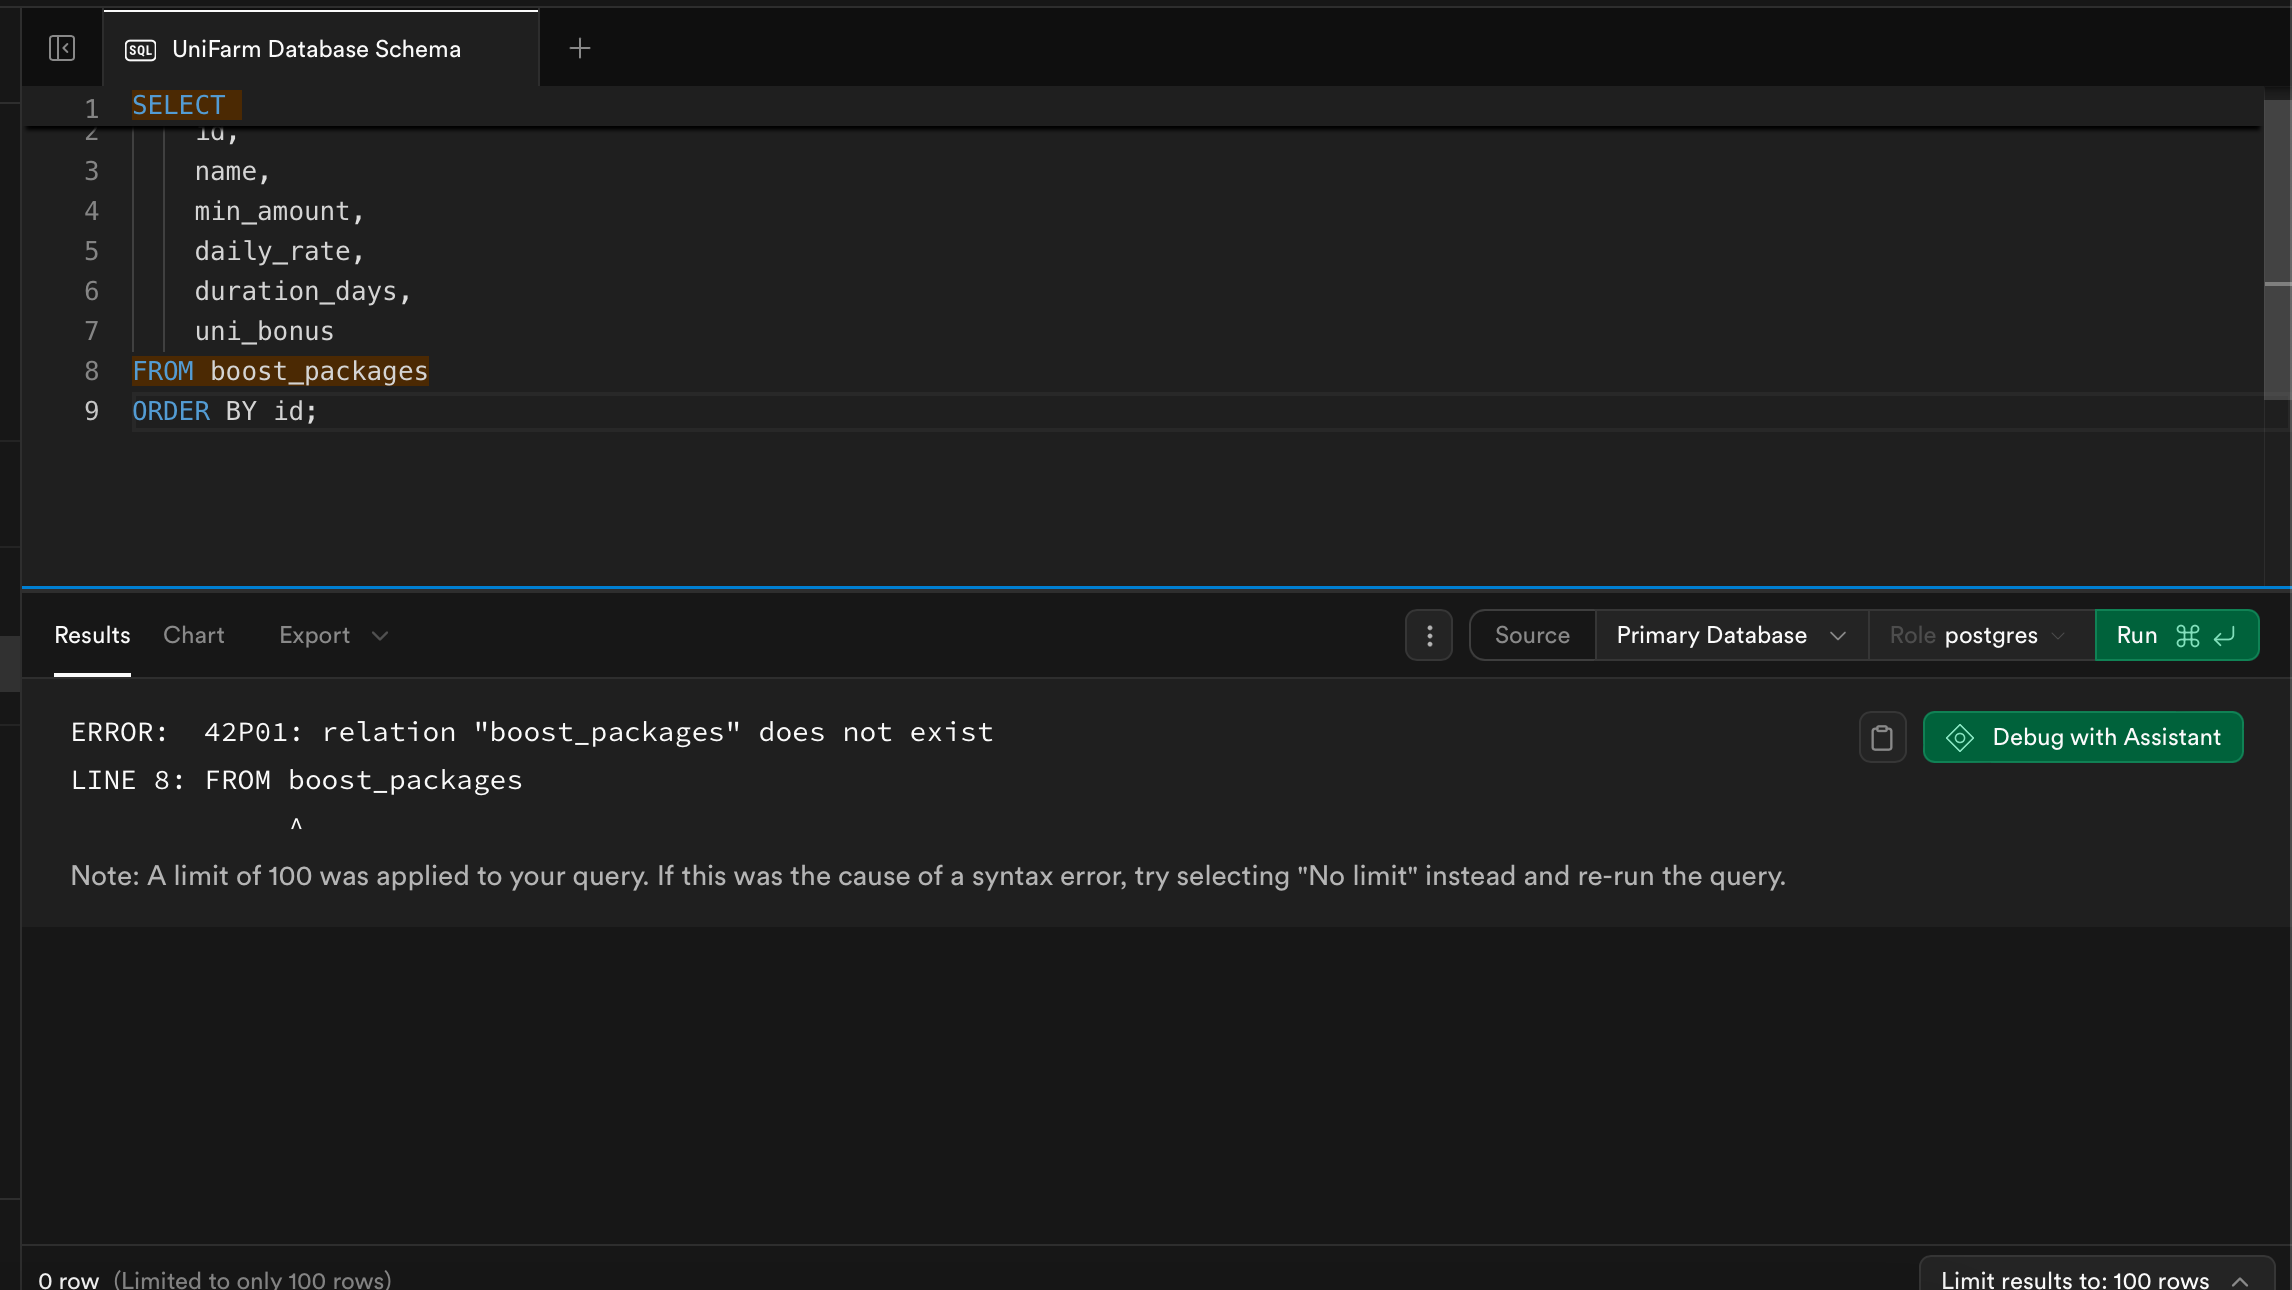 SQL UniFarm Database Schema
1 SELECT
2 id,
3 name,
4 min_amount,
5 daily_rate,
6 duration_days,
7 uni_bonus
8 FROM boost_packages
9 ORDER BY id;
Results Chart Export Source Primary Database Role postgres Run ⌘ ↵
ERROR:  42P01: relation "boost_packages" does not exist
Debug with Assistant
LINE 8: FROM boost_packages
^
Note: A limit of 100 was applied to your query. If this was the cause of a syntax error, try selecting "No limit" instead and re-run the query.
0 row (Limited to only 100 rows) Limit results to: 100 rows